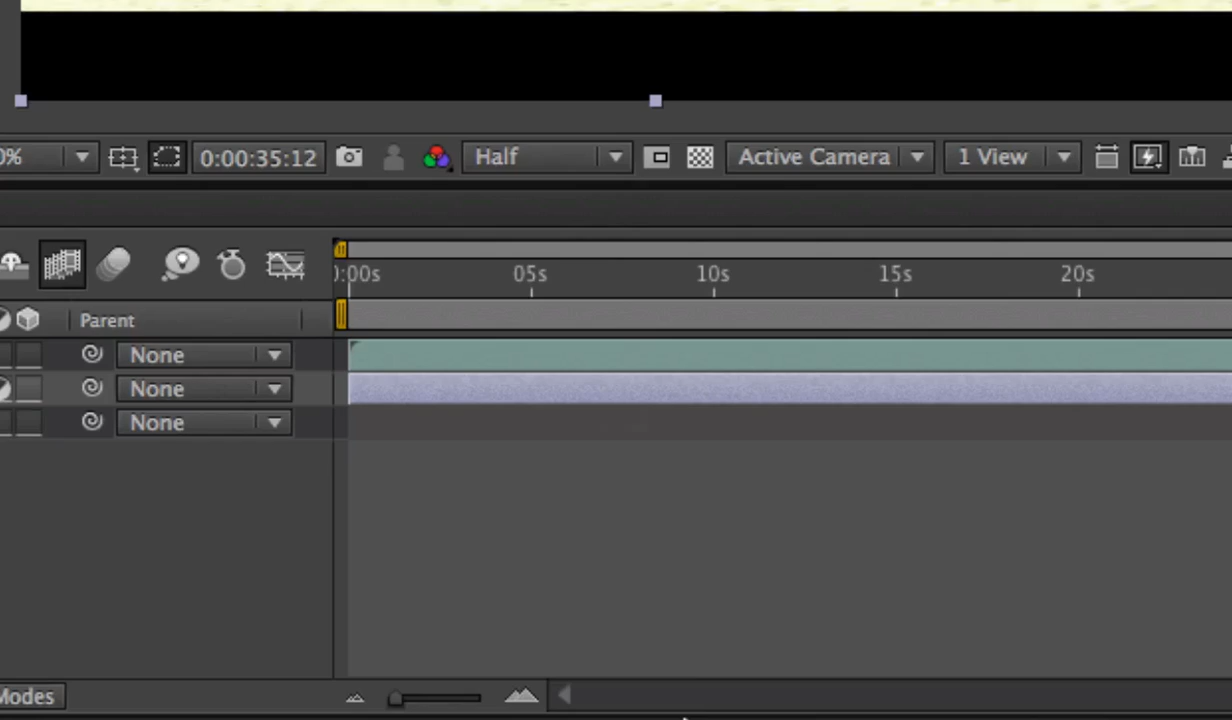 0% 0:00:35:12 Half Active Camera 1 View
0:00s 05s 10s 15s 20s
Parent
None
None
None
Modes